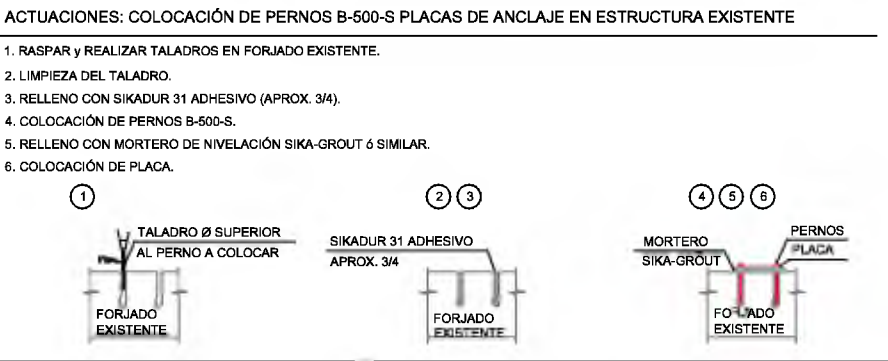 ACTUACIONES: COLOCACIÓN DE PERNOS B-500-S PLACAS DE ANCLAJE EN ESTRUCTURA EXISTENTE
1. RASPAR y REALIZAR TALADROS EN FORJADO EXISTENTE.
2. LIMPIEZA DEL TALADRO.
3. RELLENO CON SIKADUR 31 ADHESIVO (APROX. 3/4).
4. COLOCACIÓN DE PERNOS B-500-S.
5. RELLENO CON MORTERO DE NIVELACIÓN SIKA-GROUT ó SIMILAR.
6. COLOCACIÓN DE PLACA.
1
TALADRO Ø SUPERIOR
AL PERNO A COLOCAR
FORJADO
EXISTENTE
2 3
SIKADUR 31 ADHESIVO
APROX. 3/4
FORJADO
EXISTENTE
4 5 6
MORTERO
SIKA-GROUT
PERNOS
PLACA
FORJADO
EXISTENTE